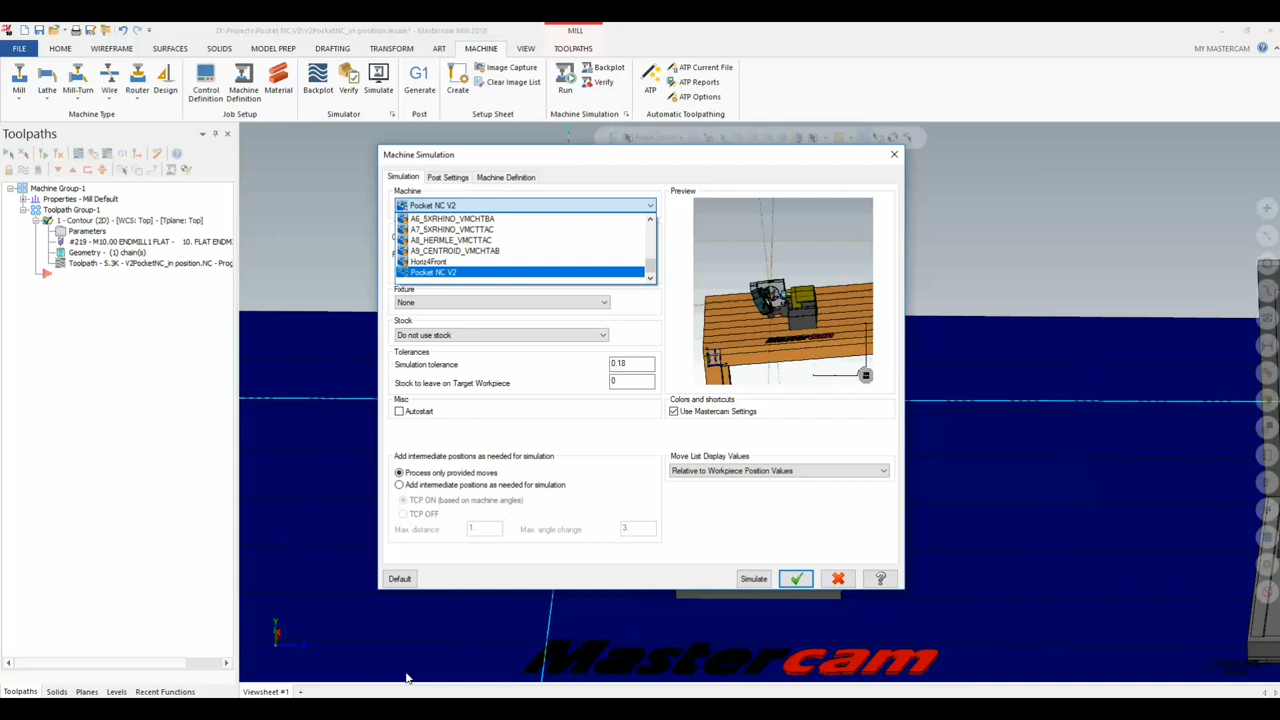 D:\Projects\Pocket NC V2\V2PocketNC_in position.mcam* - Mastercam Mill 2018
MILL
FILE HOME WIREFRAME SURFACES SOLIDS MODEL PREP DRAFTING TRANSFORM ART MACHINE VIEW TOOLPATHS MY MASTERCAM
Mill Lathe Mill-Turn Wire Router Design
Control Definition Machine Definition Material
Backplot Verify Simulate
G1 Generate
Create Image Capture Clear Image List
Run Backplot Verify
ATP ATP Current File ATP Reports ATP Options
Machine Type Job Setup Simulator Post Setup Sheet Machine Simulation Automatic Toolpathing
Toolpaths
Machine Group-1
Properties - Mill Default
Toolpath Group-1
1 - Contour (2D) - [WCS: Top] - [Tplane: Top]
Parameters
#219 - M10.00 ENDMILL1 FLAT - 10. FLAT ENDM
Geometry - (1) chain(s)
Toolpath - 5.3K - V2PocketNC_in position.NC - Prog
Machine Simulation
Simulation Post Settings Machine Definition
Machine
Pocket NC V2
A6_5XRHINO_VMCHTBA
A7_5XRHINO_VMCTTAC
A8_HERMLE_VMCTTAC
A9_CENTROID_VMCHTAB
Horiz4Front
Pocket NC V2
Fixture
None
Stock
Do not use stock
Tolerances
Simulation tolerance 0.18
Stock to leave on Target Workpiece 0
Misc
Autostart
Add intermediate positions as needed for simulation
Process only provided moves
Add intermediate positions as needed for simulation
TCP ON (based on machine angles)
TCP OFF
Max. distance: 1. Max. angle change 3.
Preview
Colors and shortcuts
Use Mastercam Settings
Move List Display Values
Relative to Workpiece Position Values
Default Simulate
Mastercam
Toolpaths Solids Planes Levels Recent Functions Viewsheet #1 +